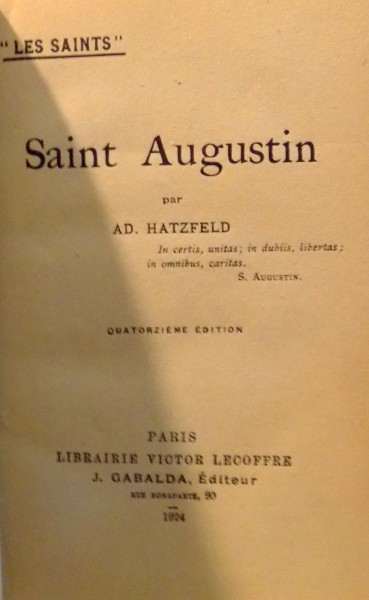 "LES SAINTS"
Saint Augustin
par
AD. HATZFELD
In certis, unitas; in dubiis, libertas;
in omnibus, caritas.
S. AUGUSTIN.
QUATORZIÈME ÉDITION
PARIS
LIBRAIRIE VICTOR LECOFFRE
J. GABALDA, Éditeur
RUE BONAPARTE, 90
1924